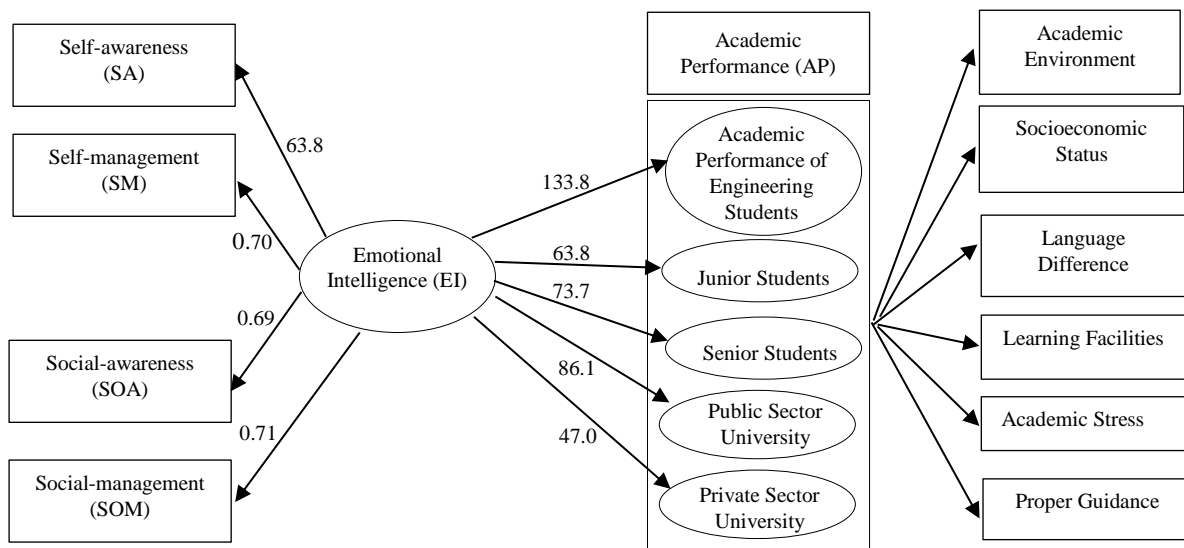 Self-awareness
(SA)
Self-management
(SM)
Social-awareness
(SOA)
Social-management
(SOM)
63.8
0.70
0.69
0.71
Emotional
Intelligence (EI)
133.8
63.8
73.7
86.1
47.0
Academic
Performance (AP)
Academic
Performance of
Engineering
Students
Junior Students
Senior Students
Public Sector
University
Private Sector
University
Academic
Environment
Socioeconomic
Status
Language
Difference
Learning Facilities
Academic Stress
Proper Guidance